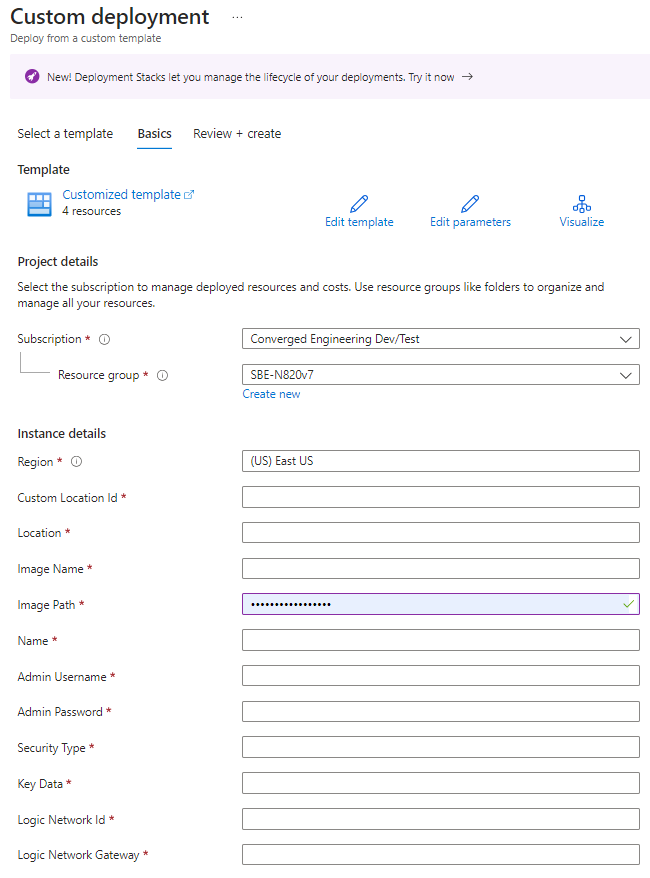 Custom deployment ...
Deploy from a custom template
New! Deployment Stacks let you manage the lifecycle of your deployments. Try it now →
Select a template Basics Review + create
Template
Customized template
4 resources
Edit template Edit parameters Visualize
Project details
Select the subscription to manage deployed resources and costs. Use resource groups like folders to organize and
manage all your resources.
Subscription * Converged Engineering Dev/Test
Resource group * SBE-N820v7
Create new
Instance details
Region * (US) East US
Custom Location Id *
Location *
Image Name *
Image Path * •••••••••••••••••
Name *
Admin Username *
Admin Password *
Security Type *
Key Data *
Logic Network Id *
Logic Network Gateway *